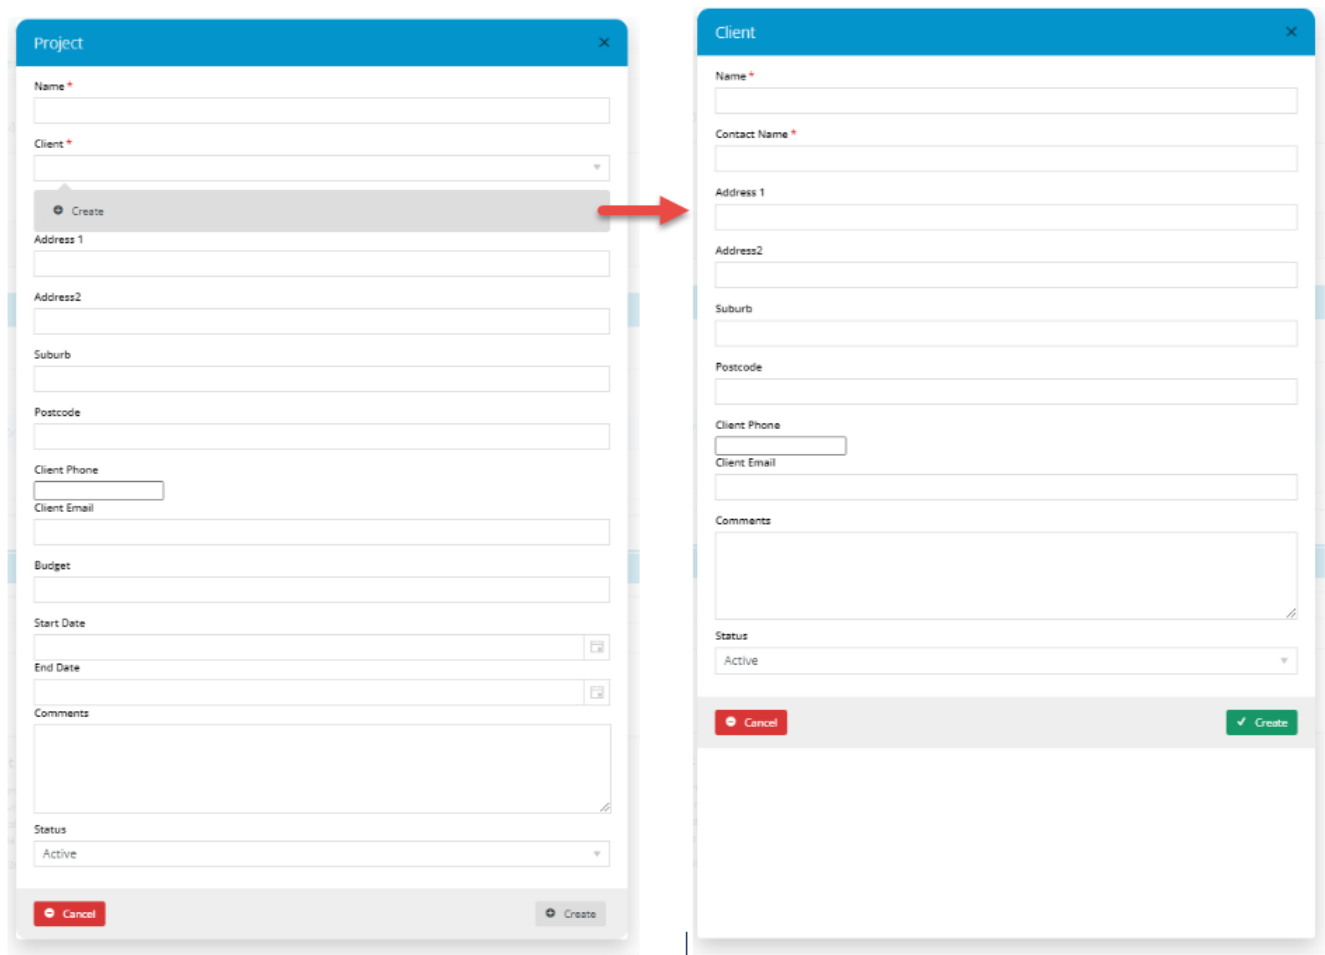 Project
Name *
Client *
Create
Address 1
Address2
Suburb
Postcode
Client Phone
Client Email
Budget
Start Date
End Date
Comments
Status
Active
Cancel
Create
Client
Name *
Contact Name *
Address 1
Address2
Suburb
Postcode
Client Phone
Client Email
Comments
Status
Active
Cancel
Create